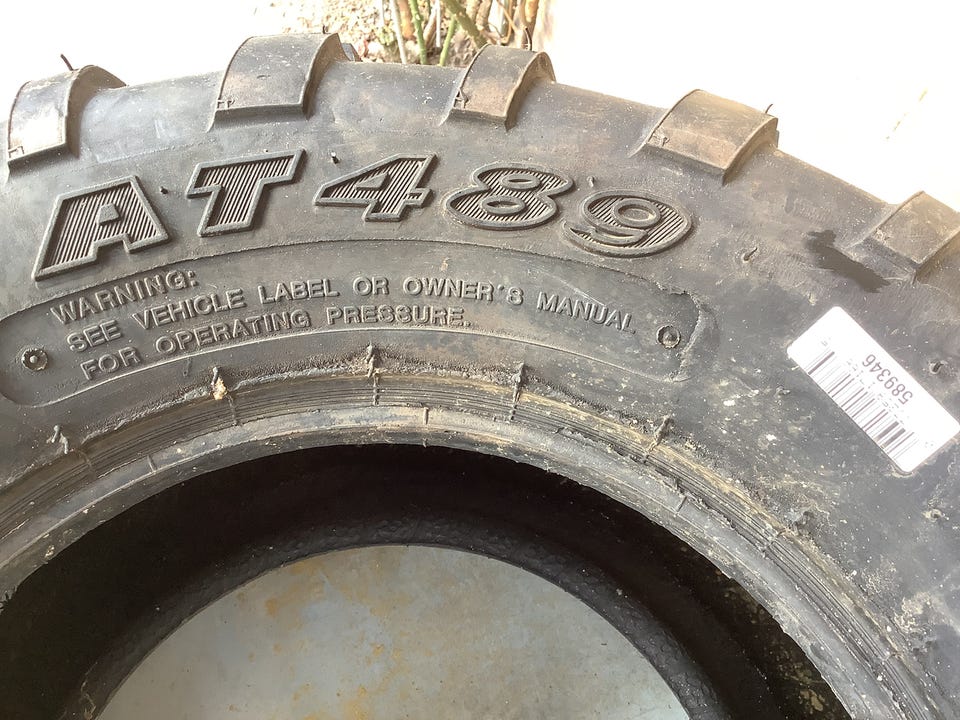 AT489
WARNING:
SEE VEHICLE LABEL OR OWNER'S MANUAL
FOR OPERATING PRESSURE.
589346